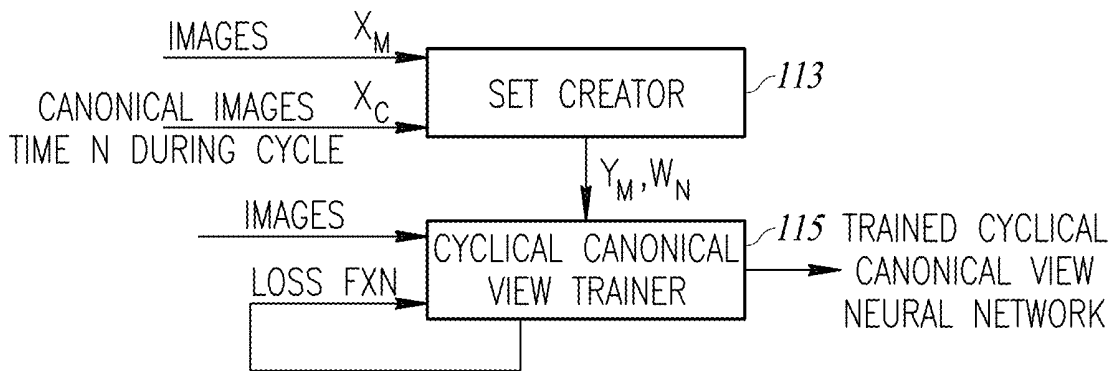 IMAGES X_M
SET CREATOR
113
CANONICAL IMAGES X_C
TIME N DURING CYCLE
Y_M, W_N
IMAGES
CYCLICAL CANONICAL
VIEW TRAINER
115
LOSS FXN
TRAINED CYCLICAL
CANONICAL VIEW
NEURAL NETWORK